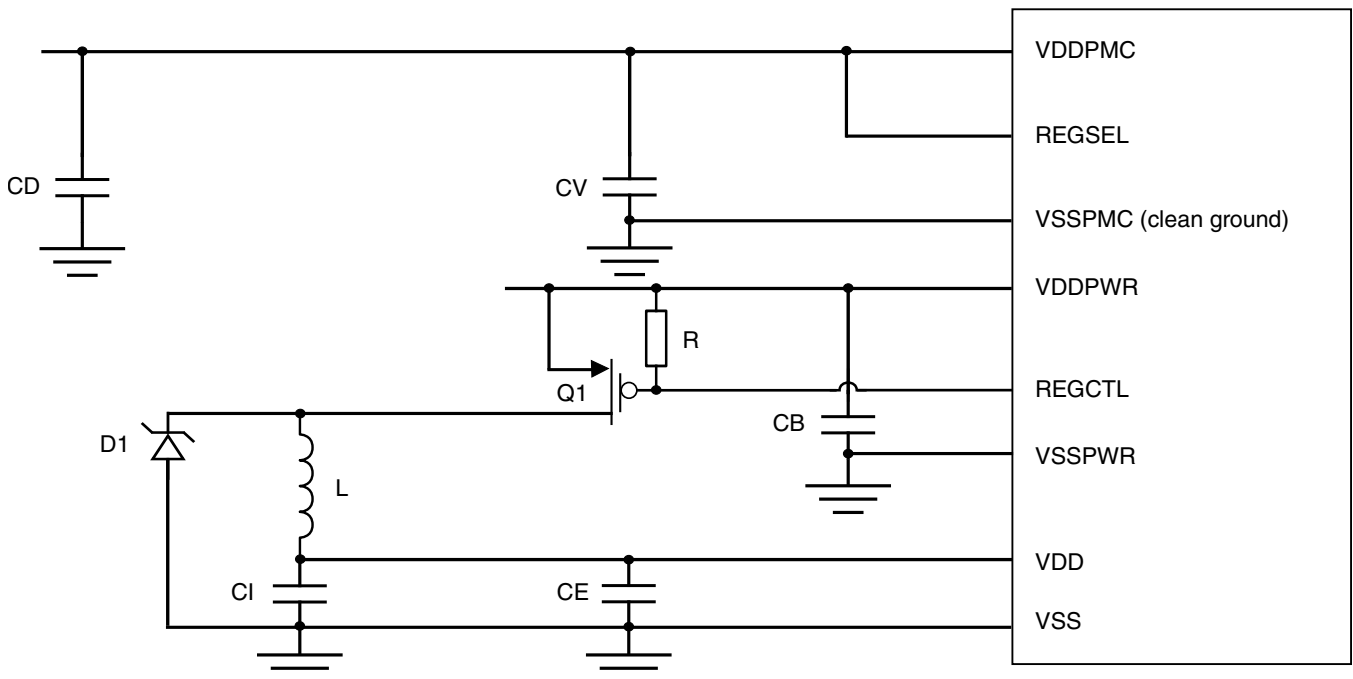 VDDPMC
REGSEL
CD
CV
VSSPMC (clean ground)
VDDPWR
R
Q1
REGCTL
CB
D1
VSSPWR
L
VDD
CI
CE
VSS